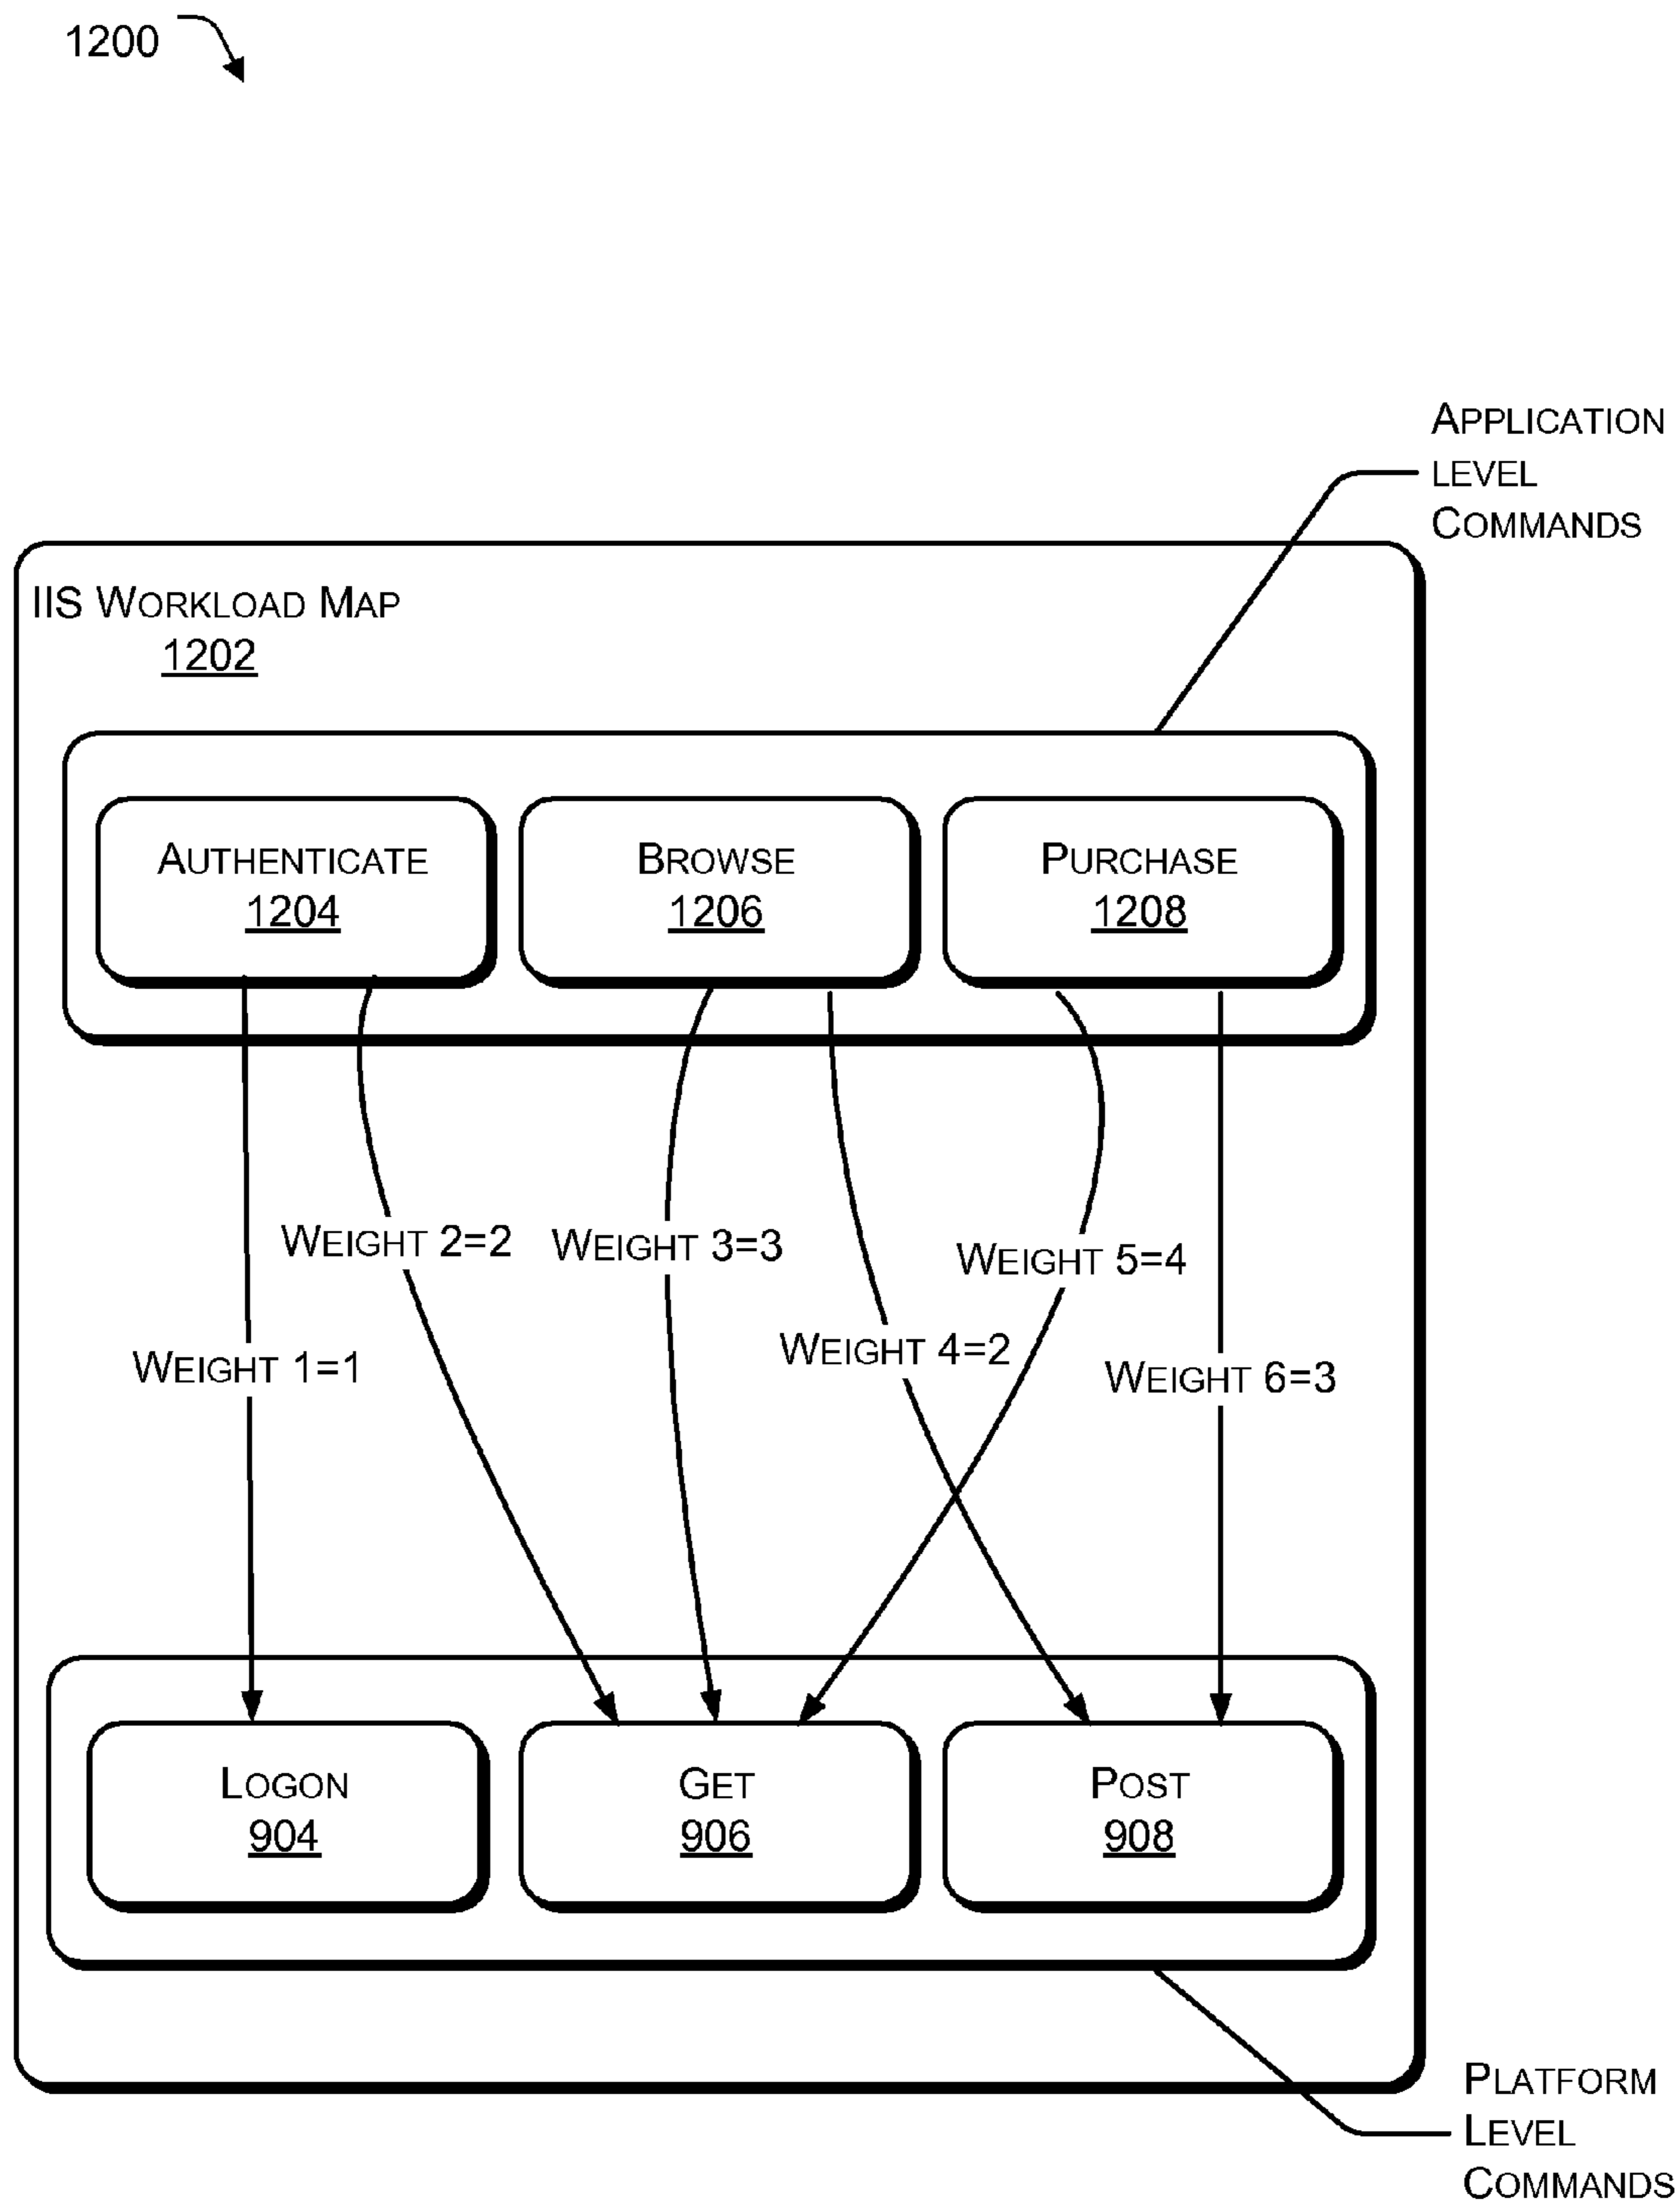 1200
APPLICATION
LEVEL
COMMANDS
IIS WORKLOAD MAP
1202
AUTHENTICATE
1204
BROWSE
1206
PURCHASE
1208
WEIGHT 2=2
WEIGHT 3=3
WEIGHT 5=4
WEIGHT 4=2
WEIGHT 1=1
WEIGHT 6=3
LOGON
904
GET
906
POST
908
PLATFORM
LEVEL
COMMANDS